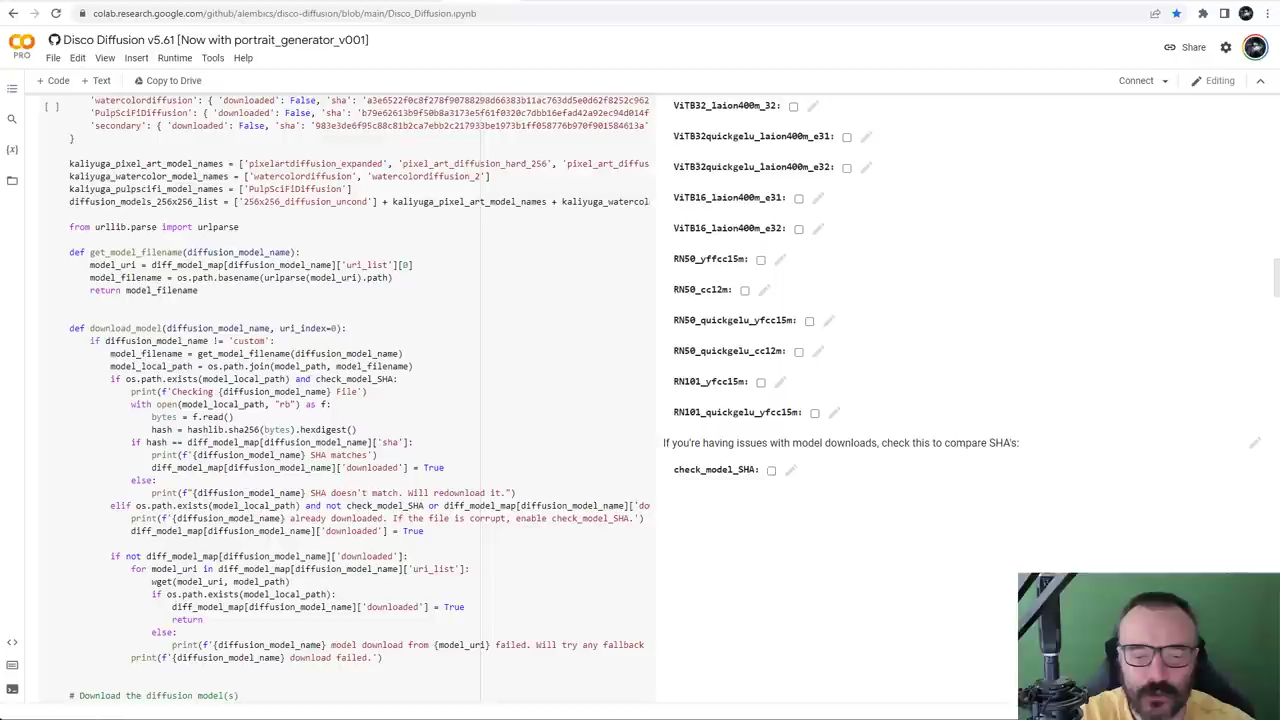 colab.research.google.com/github/alembics/disco-diffusion/blob/main/Disco_Diffusion.ipynb
CO
PRO
Disco Diffusion v5.61 [Now with portrait_generator_v001]
File Edit View Insert Runtime Tools Help
Share
+ Code + Text Copy to Drive
Connect
Editing
[ ]
'watercolordiffusion': { 'downloaded': False, 'sha': 'a3e6522f0c8f278f90788298d66383b11ac763dd5e0d62f8252c962
'PulpSciFiDiffusion': { 'downloaded': False, 'sha': 'b79e62613b9f50b8a3173e5f61f0320c7dbb16efad42a92ec94d014f
'secondary': { 'downloaded': False, 'sha': '983e3de6f95c88c81b2ca7ebb2c217933be1973b1ff058776b970f901584613a'
}
kaliyuga_pixel_art_model_names = ['pixelartdiffusion_expanded', 'pixel_art_diffusion_hard_256', 'pixel_art_diffus
kaliyuga_watercolor_model_names = ['watercolordiffusion', 'watercolordiffusion_2']
kaliyuga_pulpscifi_model_names = ['PulpSciFiDiffusion']
diffusion_models_256x256_list = ['256x256_diffusion_uncond'] + kaliyuga_pixel_art_model_names + kaliyuga_watercol
from urllib.parse import urlparse
def get_model_filename(diffusion_model_name):
model_uri = diff_model_map[diffusion_model_name]['uri_list'][0]
model_filename = os.path.basename(urlparse(model_uri).path)
return model_filename
def download_model(diffusion_model_name, uri_index=0):
if diffusion_model_name != 'custom':
model_filename = get_model_filename(diffusion_model_name)
model_local_path = os.path.join(model_path, model_filename)
if os.path.exists(model_local_path) and check_model_SHA:
print(f'Checking {diffusion_model_name} File')
with open(model_local_path, "rb") as f:
bytes = f.read()
hash = hashlib.sha256(bytes).hexdigest()
if hash == diff_model_map[diffusion_model_name]['sha']:
print(f'{diffusion_model_name} SHA matches')
diff_model_map[diffusion_model_name]['downloaded'] = True
else:
print(f"{diffusion_model_name} SHA doesn't match. Will redownload it.")
elif os.path.exists(model_local_path) and not check_model_SHA or diff_model_map[diffusion_model_name]['do
print(f'{diffusion_model_name} already downloaded. If the file is corrupt, enable check_model_SHA.')
diff_model_map[diffusion_model_name]['downloaded'] = True
if not diff_model_map[diffusion_model_name]['downloaded']:
for model_uri in diff_model_map[diffusion_model_name]['uri_list']:
wget(model_uri, model_path)
if os.path.exists(model_local_path):
diff_model_map[diffusion_model_name]['downloaded'] = True
return
else:
print(f'{diffusion_model_name} model download from {model_uri} failed. Will try any fallback
print(f'{diffusion_model_name} download failed.')
# Download the diffusion model(s)
ViTB32_laion400m_32:
ViTB32quickgelu_laion400m_e31:
ViTB32quickgelu_laion400m_e32:
ViTB16_laion400m_e31:
ViTB16_laion400m_e32:
RN50_yffcc15m:
RN50_cc12m:
RN50_quickgelu_yfcc15m:
RN50_quickgelu_cc12m:
RN101_yfcc15m:
RN101_quickgelu_yfcc15m:
If you're having issues with model downloads, check this to compare SHA's:
check_model_SHA: